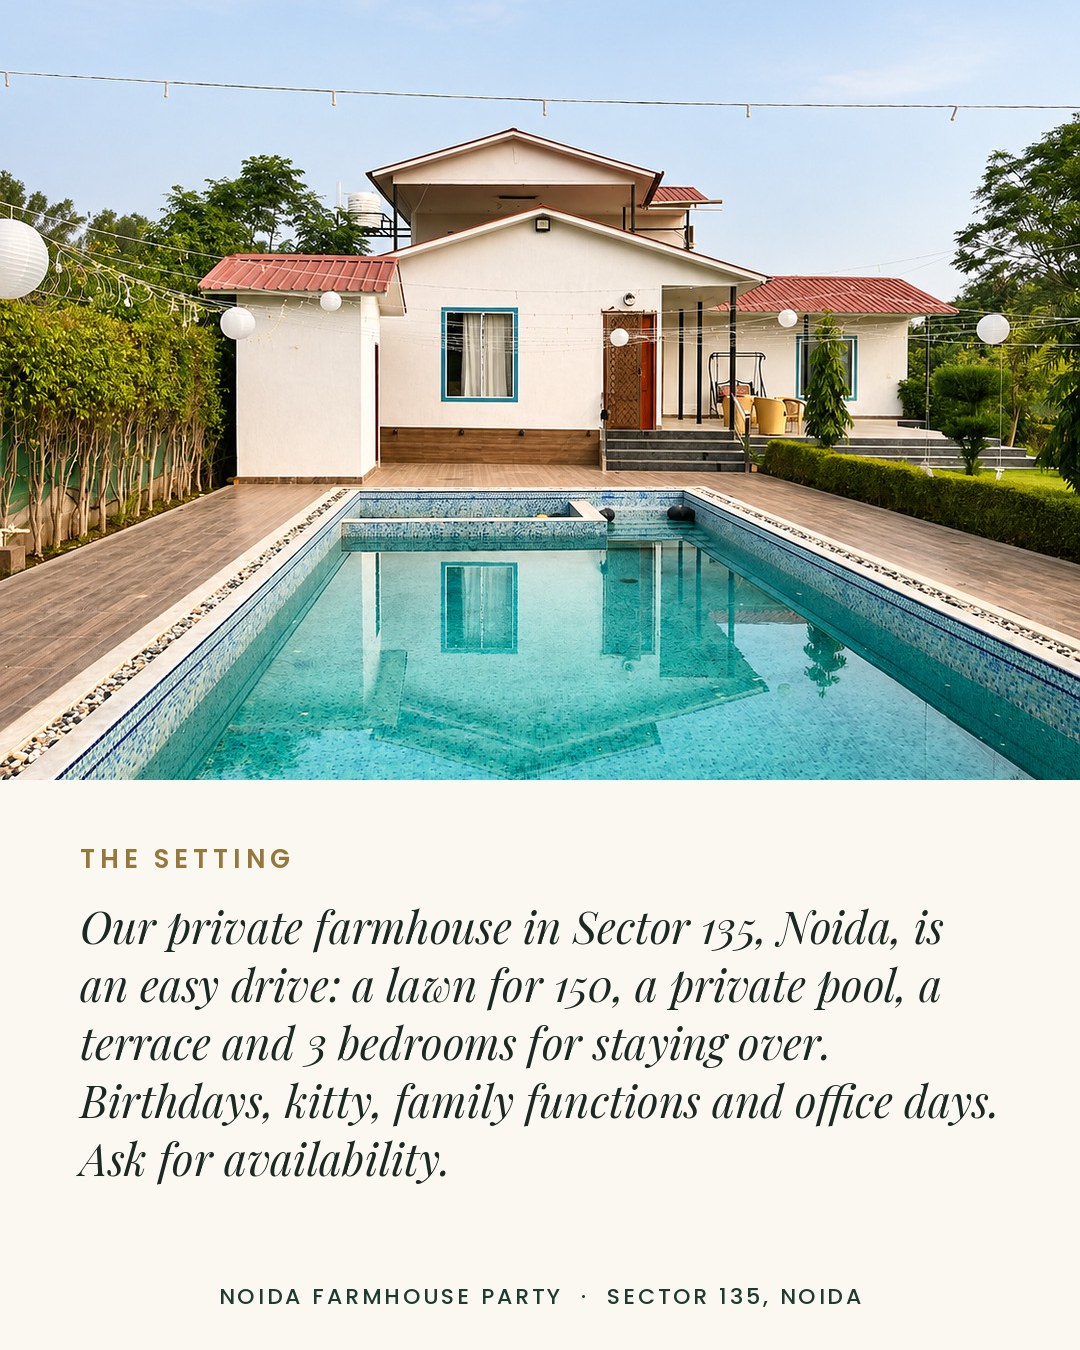 THE SETTING
Our private farmhouse in Sector 135, Noida, is
an easy drive: a lawn for 150, a private pool, a
terrace and 3 bedrooms for staying over.
Birthdays, kitty, family functions and office days.
Ask for availability.
NOIDA FARMHOUSE PARTY · SECTOR 135, NOIDA